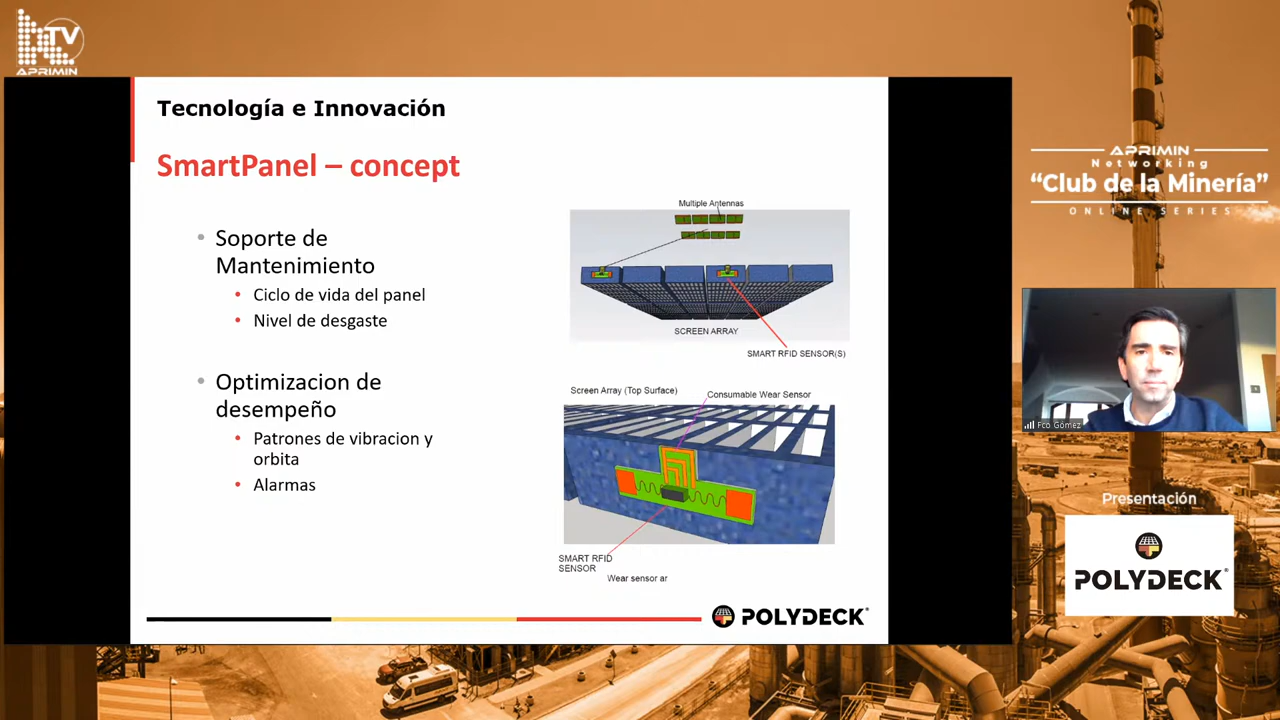 TV
APRIMIN
Tecnología e Innovación
SmartPanel – concept
• Soporte de
Mantenimiento
• Ciclo de vida del panel
• Nivel de desgaste
• Optimizacion de
desempeño
• Patrones de vibracion y
orbita
• Alarmas
Multiple Antennas
SCREEN ARRAY
SMART RFID SENSOR(S)
Screen Array (Top Surface)
Consumable Wear Sensor
SMART RFID
SENSOR
Wear sensor ar
POLYDECK®
APRIMIN
Networking
“Club de la Minería”
ONLINE SERIES
Fco Gómez
Presentación
POLYDECK®